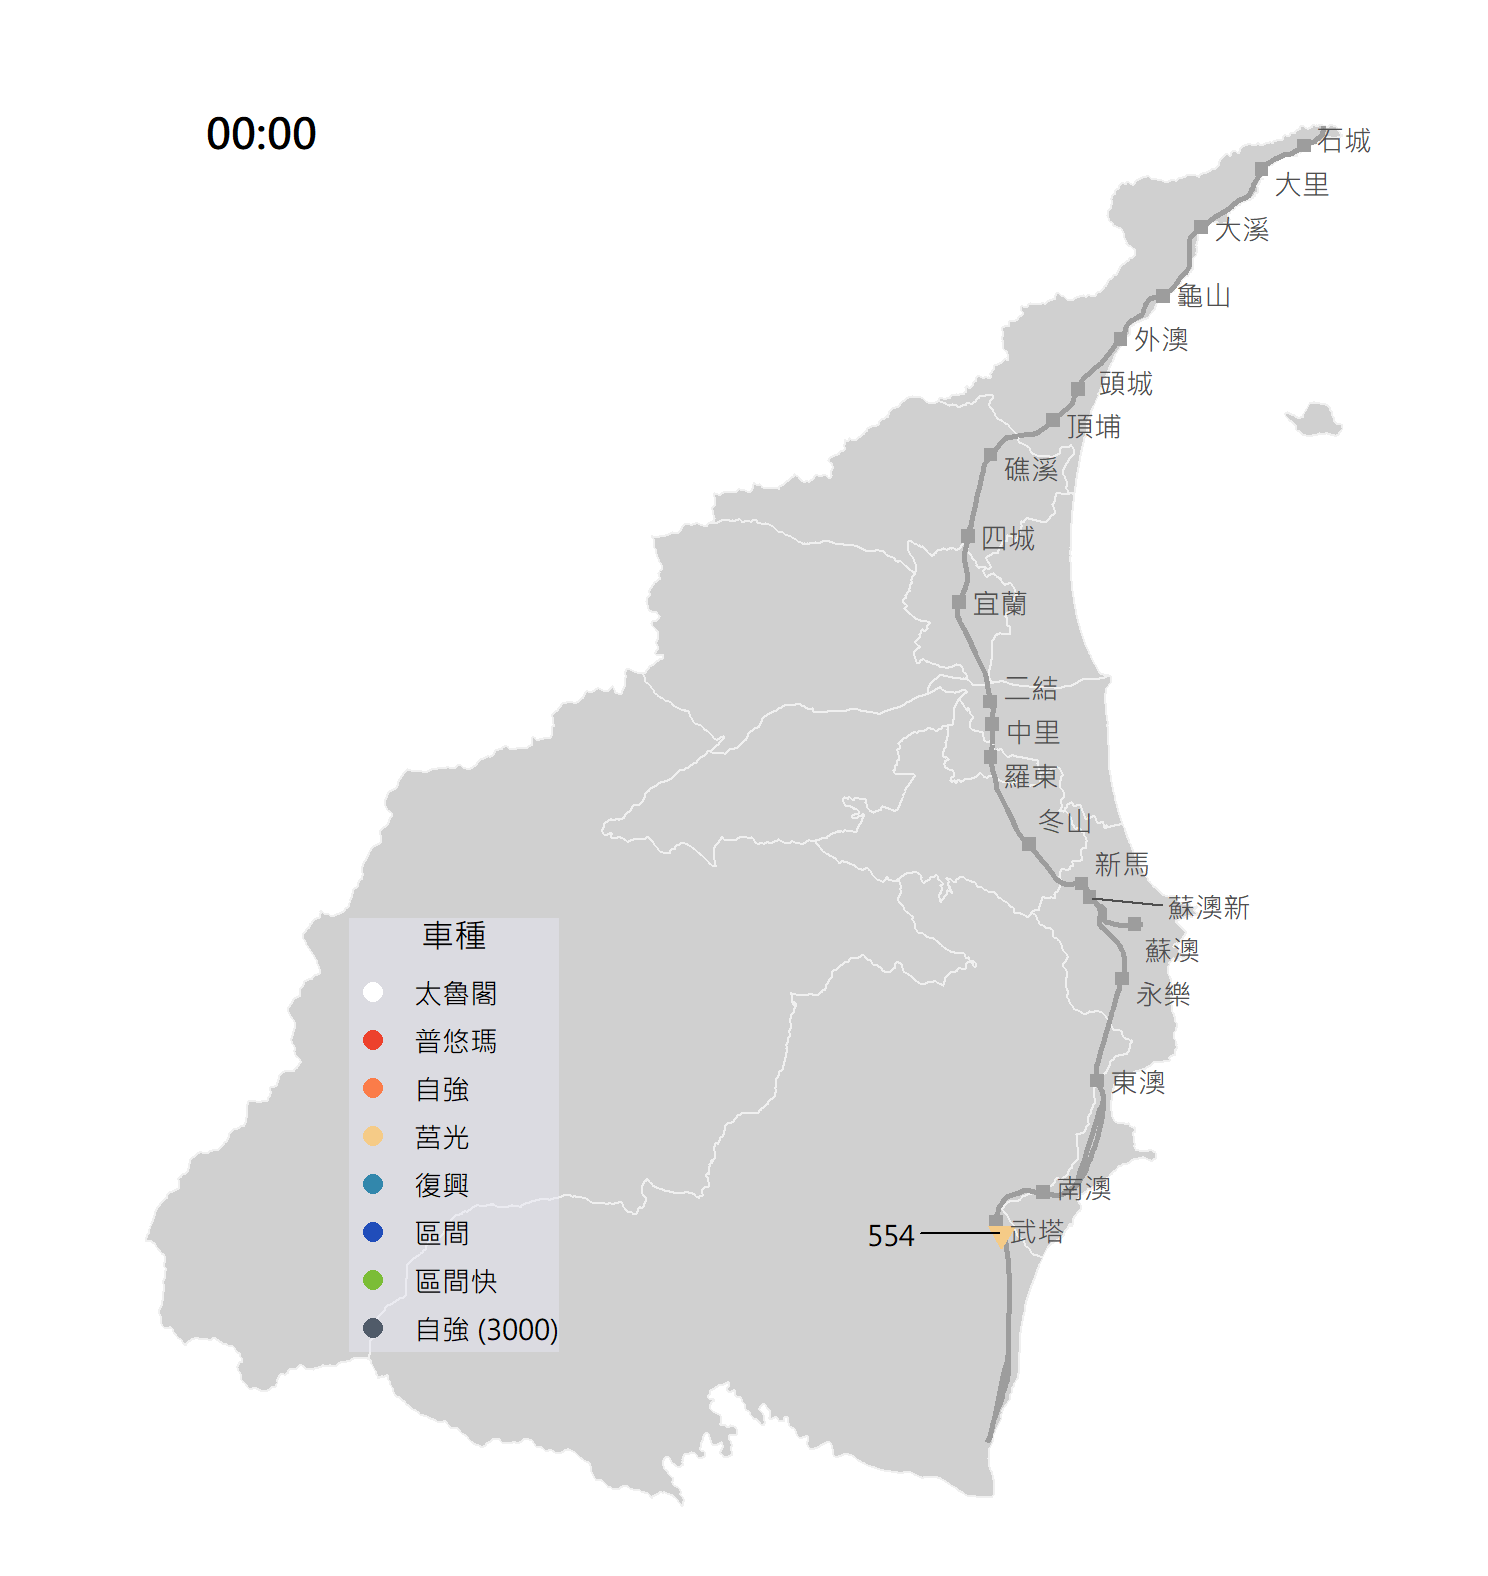 00:00
石城
大里
大溪
龜山
外澳
頭城
頂埔
礁溪
四城
宜蘭
二結
中里
羅東
冬山
新馬
蘇澳新
蘇澳
永樂
東澳
南澳
武塔
554
車種
太魯閣
普悠瑪
自強
莒光
復興
區間
區間快
自強 (3000)